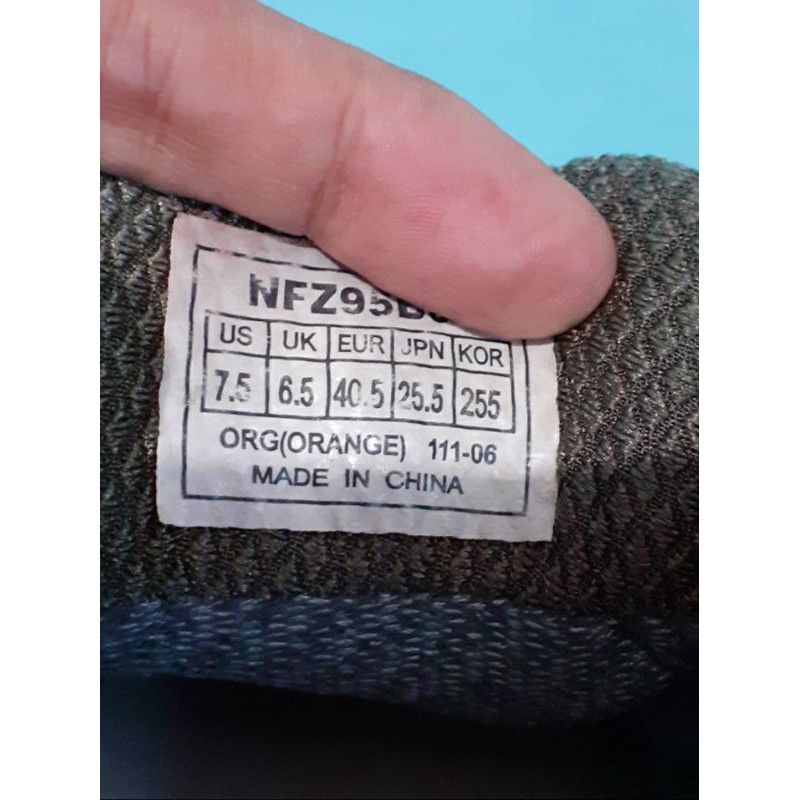 US UK EUR JPN KOR
7.5 6.5 40.5 25.5 255
ORG(ORANGE) 111-06
MADE IN CHINA